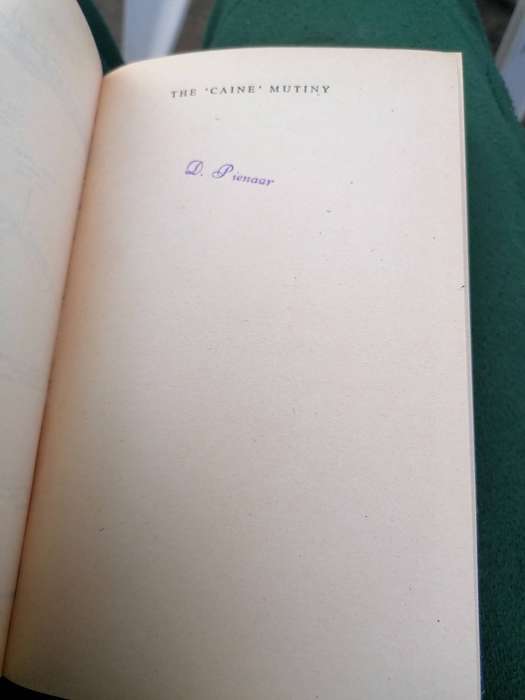 THE 'CAINE' MUTINY
D. Pienaar